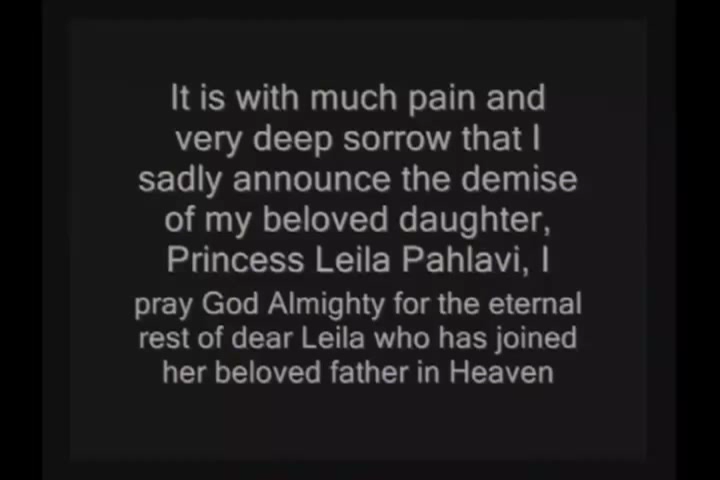 It is with much pain and
very deep sorrow that I
sadly announce the demise
of my beloved daughter,
Princess Leila Pahlavi, I
pray God Almighty for the eternal
rest of dear Leila who has joined
her beloved father in Heaven